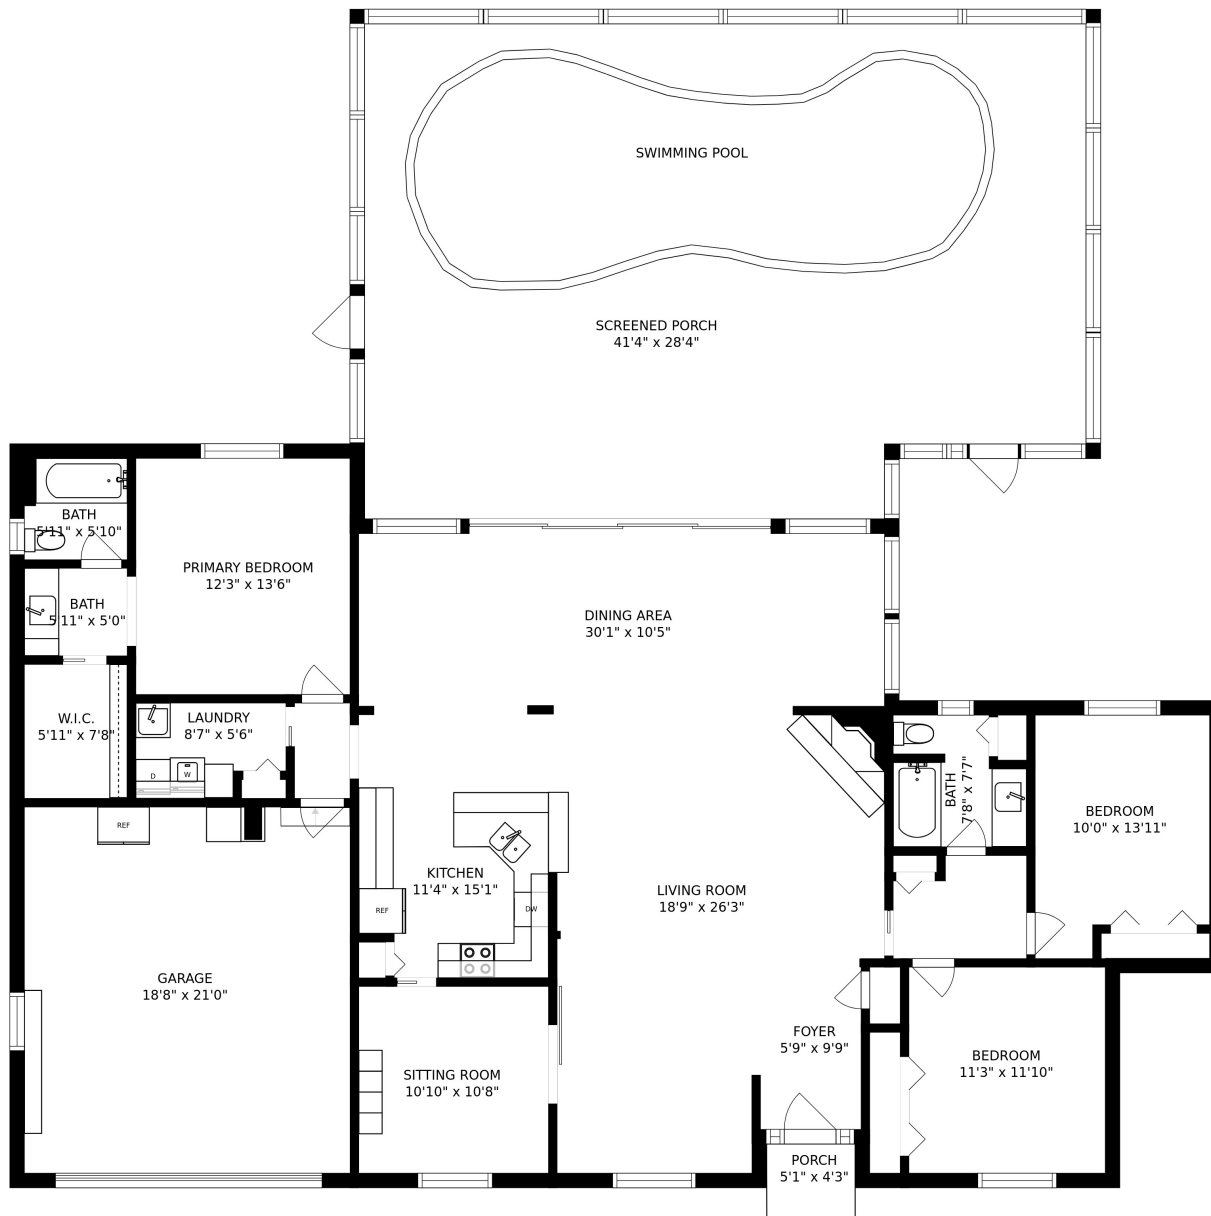 SWIMMING POOL
SCREENED PORCH
41'4" x 28'4"
BATH
5'11" x 5'10"
PRIMARY BEDROOM
12'3" x 13'6"
BATH
5'11" x 5'0"
DINING AREA
30'1" x 10'5"
W.I.C.
5'11" x 7'8"
LAUNDRY
8'7" x 5'6"
D
W
BATH
7'8" x 7'7"
BEDROOM
10'0" x 13'11"
REF
KITCHEN
11'4" x 15'1"
REF
DW
LIVING ROOM
18'9" x 26'3"
GARAGE
18'8" x 21'0"
FOYER
5'9" x 9'9"
SITTING ROOM
10'10" x 10'8"
BEDROOM
11'3" x 11'10"
PORCH
5'1" x 4'3"